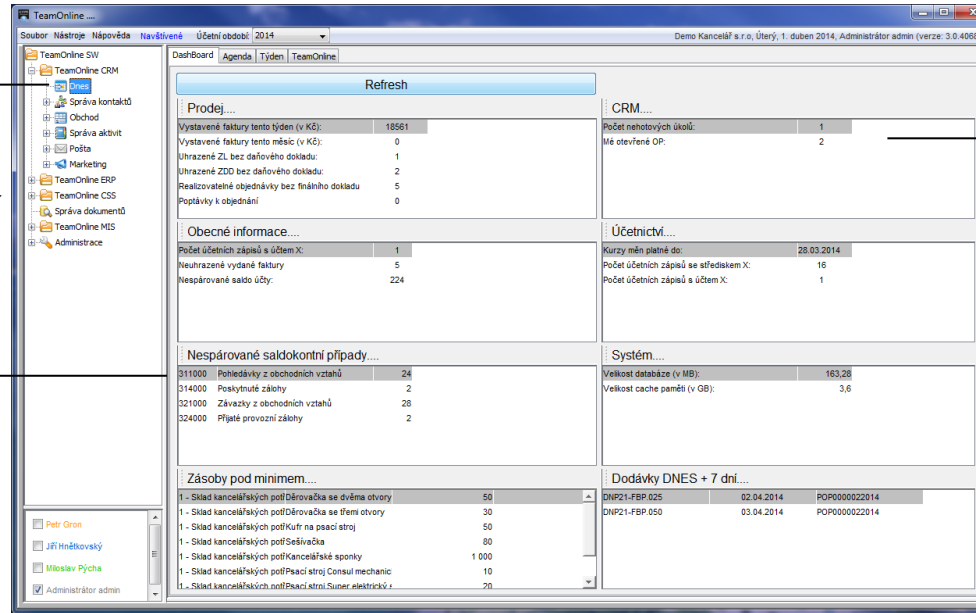 TeamOnline ....
Soubor Nástroje Nápověda Navštívené Účetní období: 2014
Demo Kancelář s.r.o, Úterý, 1. duben 2014, Administrátor admin (verze: 3.0.4068
TeamOnline SW
TeamOnline CRM
Dnes
Správa kontaktů
Obchod
Správa aktivit
Pošta
Marketing
TeamOnline ERP
TeamOnline CSS
Správa dokumentů
TeamOnline MIS
Administrace
Petr Gron
Jiří Hnětkovský
Miloslav Pýcha
Administrátor admin
DashBoard Agenda Týden TeamOnline
Refresh
Prodej....
Vystavené faktury tento týden (v Kč): 18561
Vystavené faktury tento měsíc (v Kč): 0
Uhrazené ZL bez daňového dokladu: 1
Uhrazené ZDD bez daňového dokladu: 2
Realizovatelné objednávky bez finálního dokladu 5
Poptávky k objednání 0
CRM....
Počet nehotových úkolů: 1
Mé otevřené OP: 2
Obecné informace....
Počet účetních zápisů s účtem X: 1
Neuhrazené vydané faktury 5
Nespárované saldo účty: 224
Účetnictví....
Kurzy měn platné do: 28.03.2014
Počet účetních zápisů se střediskem X: 16
Počet účetních zápisů s účtem X: 1
Nespárované saldokontní případy....
311000 Pohledávky z obchodních vztahů 24
314000 Poskytnuté zálohy 2
321000 Závazky z obchodních vztahů 28
324000 Přijaté provozní zálohy 2
Systém....
Velikost databáze (v MB): 163,28
Velikost cache paměti (v GB): 3,6
Zásoby pod minimem....
1 - Sklad kancelářských potř Děrovačka se dvěma otvory 50
1 - Sklad kancelářských potř Děrovačka se třemi otvory 30
1 - Sklad kancelářských potř Kufr na psací stroj 50
1 - Sklad kancelářských potř Sešívačka 80
1 - Sklad kancelářských potř Kancelářské sponky 1 000
1 - Sklad kancelářských potř Psací stroj Consul mechanic 10
1 - Sklad kancelářských potř Psací stroj Super elektrický 20
Dodávky DNES + 7 dní....
DNP21-FBP.025 02.04.2014 POP0000022014
DNP21-FBP.050 03.04.2014 POP0000022014